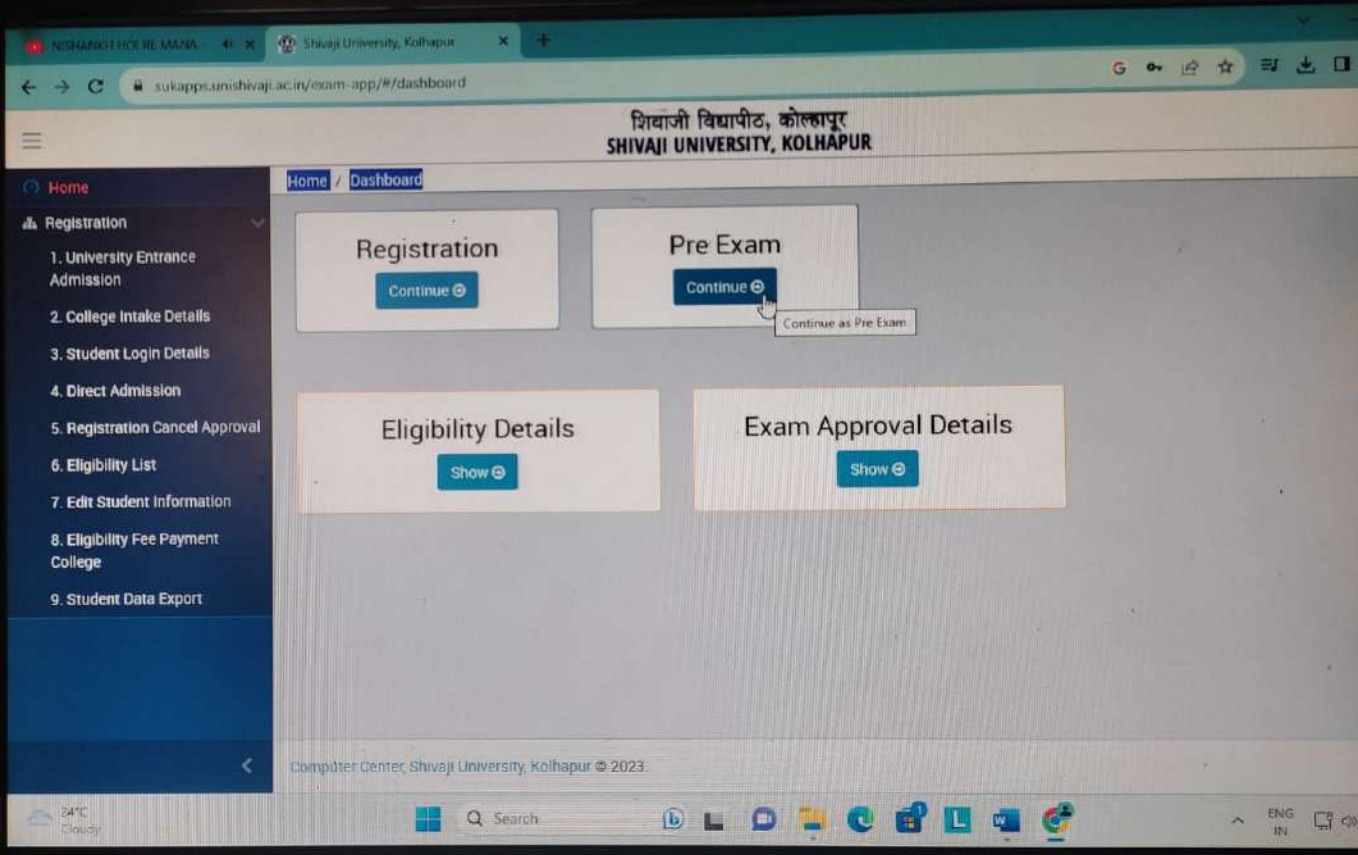 NISHANKH HOI RE MANA
Shivaji University, Kolhapur
sukapps.unishivaji.ac.in/exam-app/#/dashboard
शिवाजी विद्यापीठ, कोल्हापूर
SHIVAJI UNIVERSITY, KOLHAPUR
Home
Home / Dashboard
Registration
1. University Entrance
Admission
2. College Intake Details
3. Student Login Details
4. Direct Admission
5. Registration Cancel Approval
6. Eligibility List
7. Edit Student Information
8. Eligibility Fee Payment
College
9. Student Data Export
Registration
Continue
Pre Exam
Continue
Continue as Pre Exam
Eligibility Details
Show
Exam Approval Details
Show
Computer Center, Shivaji University, Kolhapur © 2023.
24°C
Cloudy
Search
ENG
IN